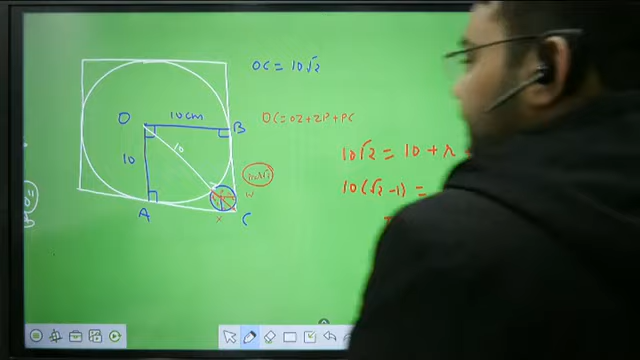 OC = 10√2
O
10cm
B
OC = OZ + ZP + PC
10
10
10√2 = 10 + r
10(√2 -1) =
W
A
X
C